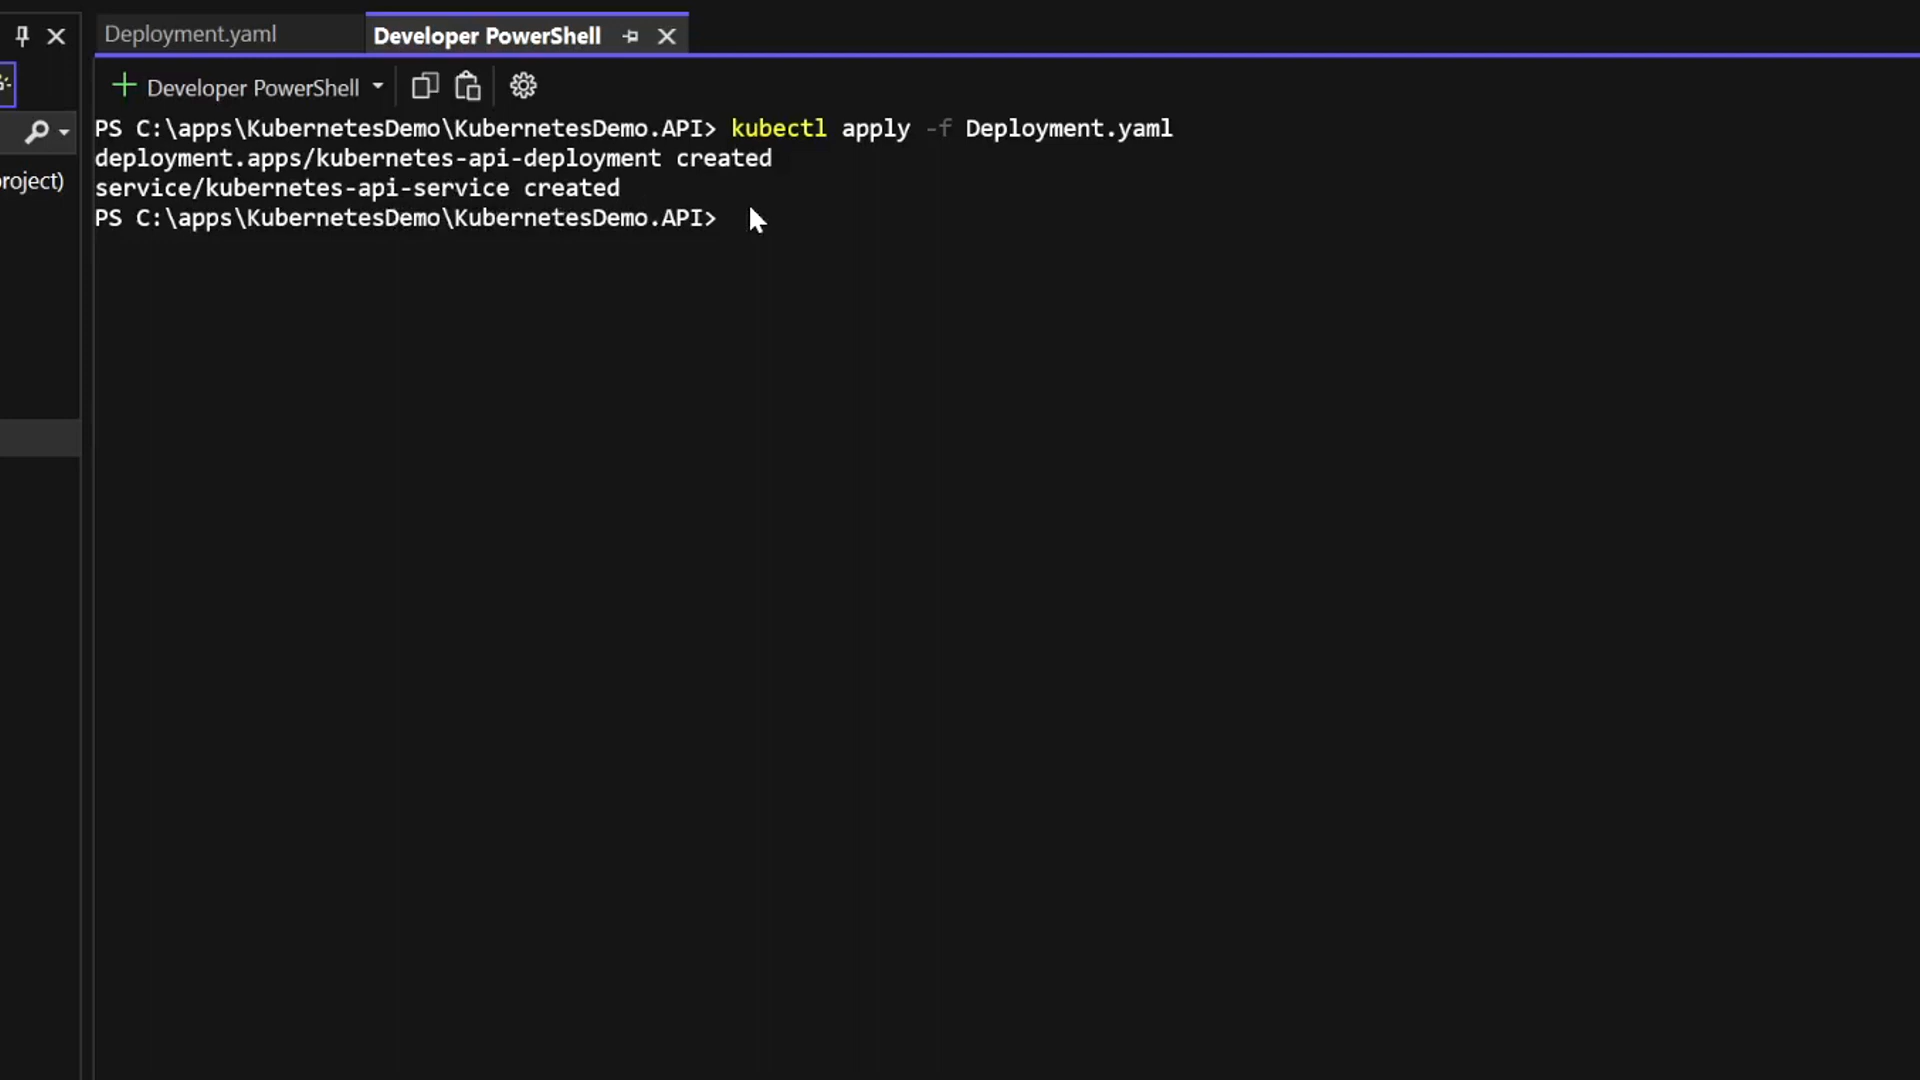 Deployment.yaml
Developer PowerShell
Developer PowerShell
PS C:\apps\KubernetesDemo\KubernetesDemo.API> kubectl apply -f Deployment.yaml
deployment.apps/kubernetes-api-deployment created
roject)
service/kubernetes-api-service created
PS C:\apps\KubernetesDemo\KubernetesDemo.API>